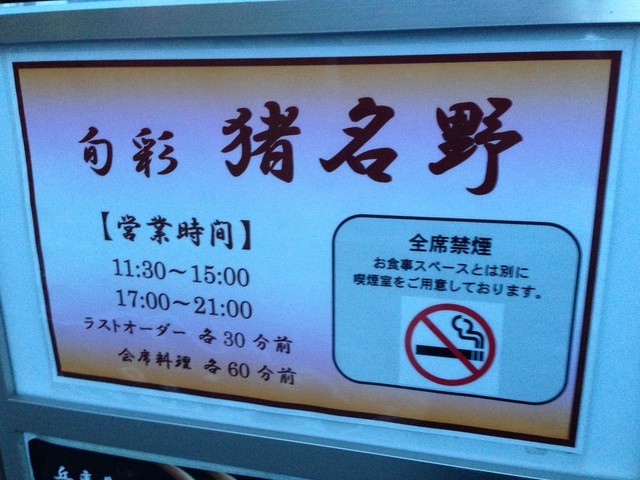 旬彩 猪名野
【営業時間】
11:30～15:00
17:00～21:00
ラストオーダー 各30分前
会席料理 各60分前
全席禁煙
お食事スペースとは別に
喫煙室をご用意しております。